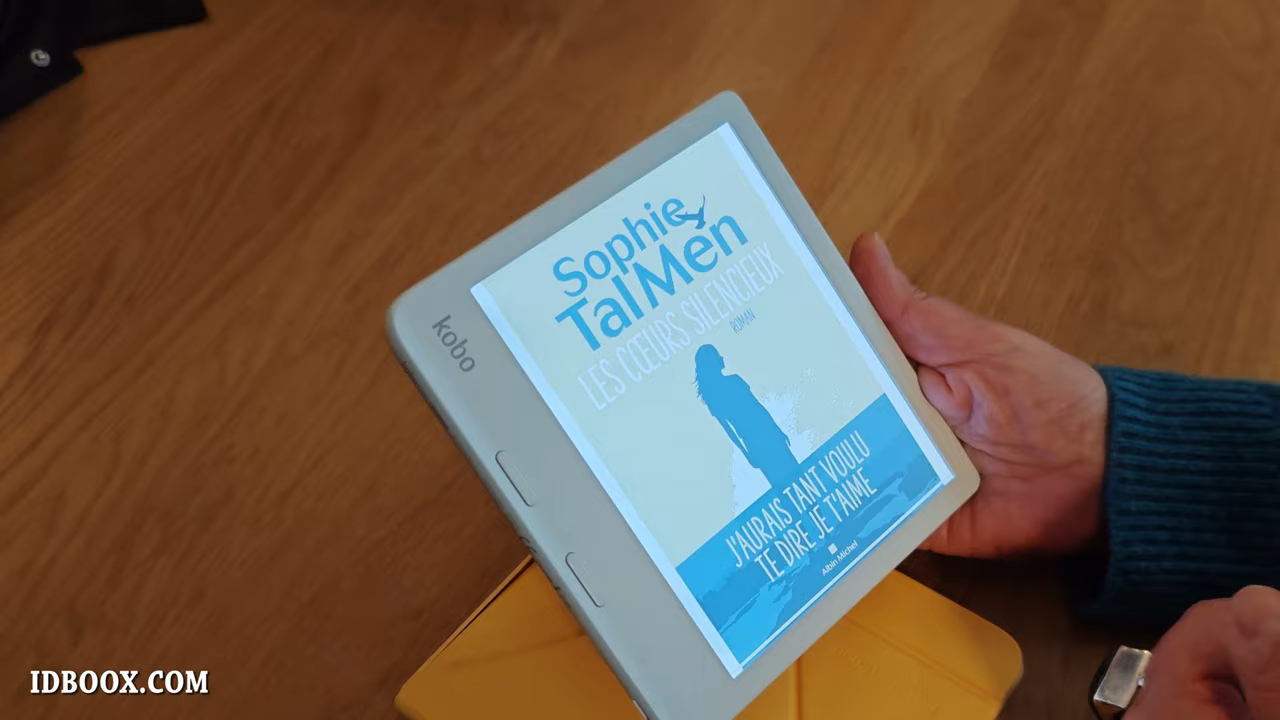 kobo
Sophie
Tal Men
LES CŒURS SILENCIEUX
ROMAN
J'AURAIS TANT VOULU
TE DIRE JE T'AIME
Albin Michel
IDBOOX.COM